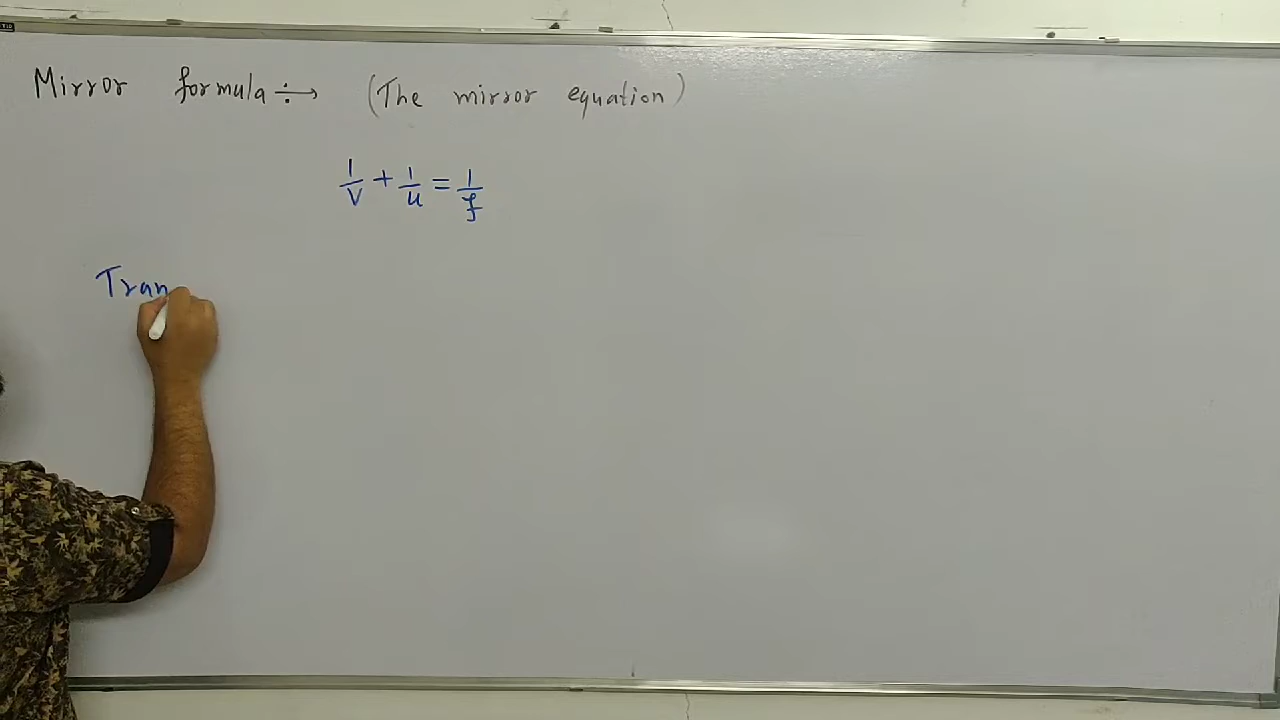 Mirror formula ÷→ (The mirror equation)
1/v + 1/u = 1/f
Tran